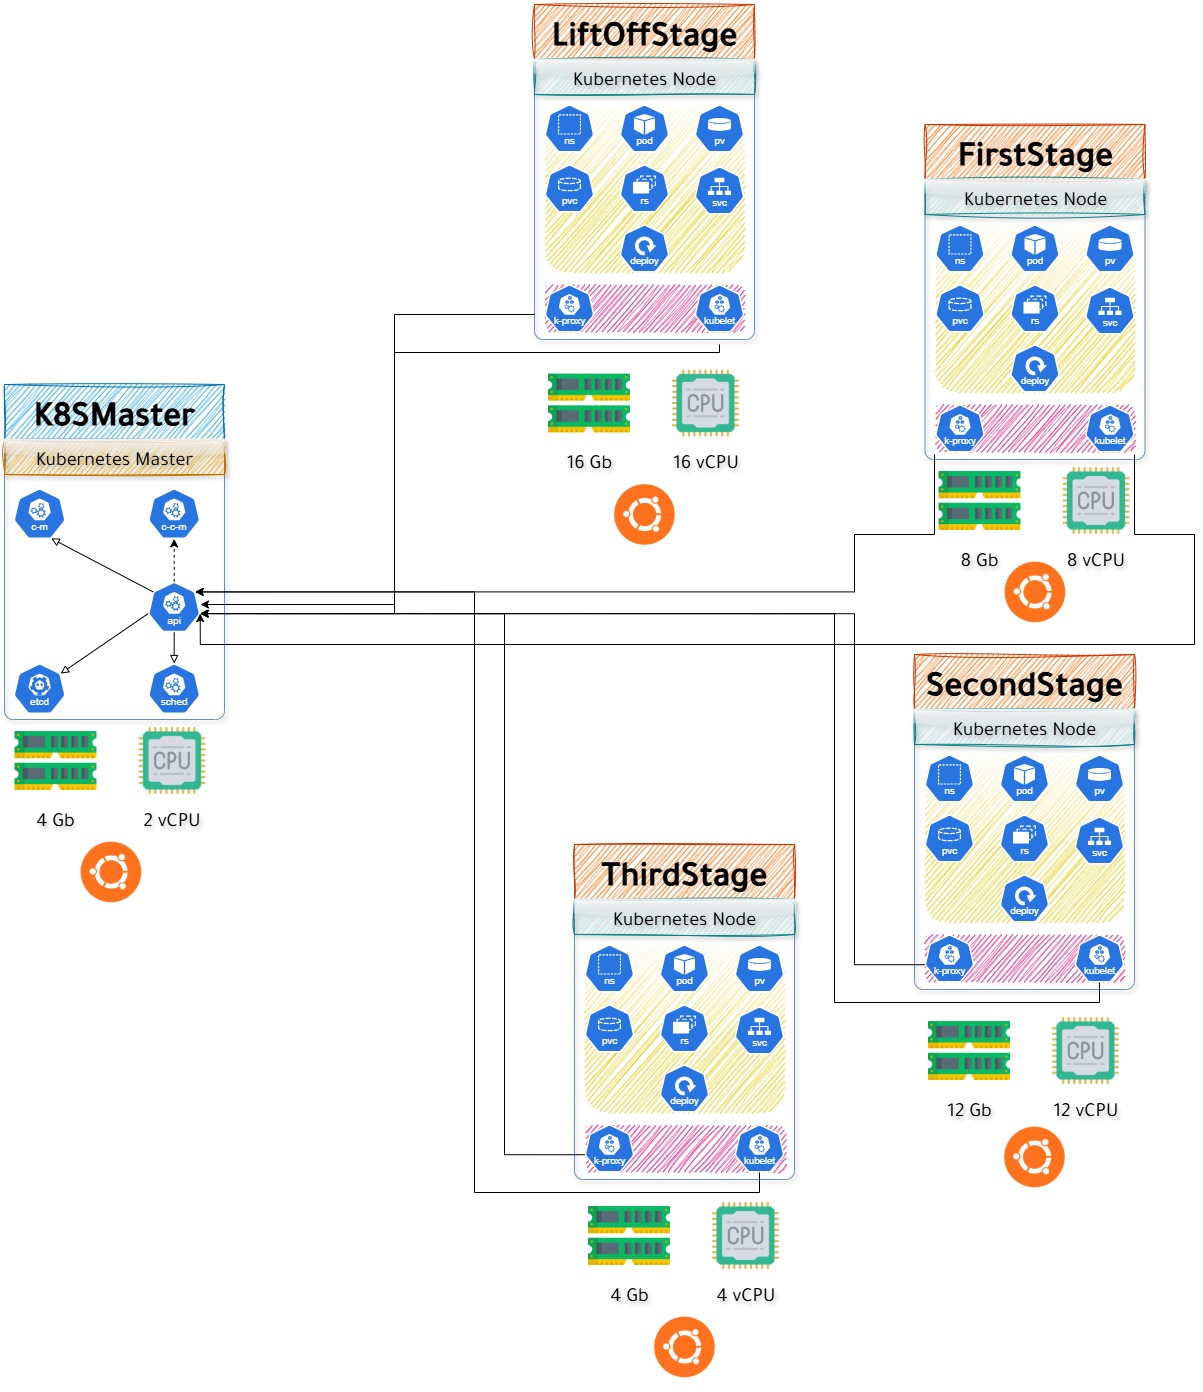 LiftOffStage
Kubernetes Node
ns
pod
pv
pvc
rs
svc
deploy
k-proxy
kubelet
CPU
16 Gb
16 vCPU
FirstStage
Kubernetes Node
ns
pod
pv
pvc
rs
svc
deploy
k-proxy
kubelet
CPU
8 Gb
8 vCPU
K8SMaster
Kubernetes Master
c-m
c-c-m
api
etcd
sched
CPU
4 Gb
2 vCPU
SecondStage
Kubernetes Node
ns
pod
pv
pvc
rs
svc
deploy
k-proxy
kubelet
CPU
12 Gb
12 vCPU
ThirdStage
Kubernetes Node
ns
pod
pv
pvc
rs
svc
deploy
k-proxy
kubelet
CPU
4 Gb
4 vCPU